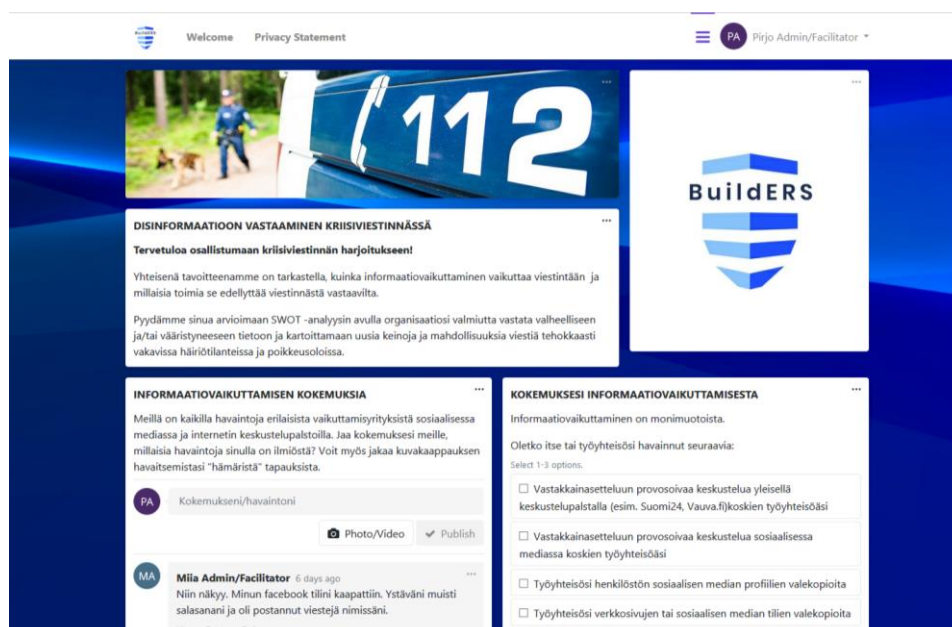 BuildERS
Welcome
Privacy Statement
PA
Pirjo Admin/Facilitator
112
BuildERS
DISINFORMAATIOON VASTAAMINEN KRIISIVIESTINNÄSSÄ
Tervetuloa osallistumaan kriisiviestinnän harjoitukseen!
Yhteisenä tavoitteenamme on tarkastella, kuinka informaatiovaikuttaminen vaikuttaa viestintään ja
millaisia toimia se edellyttää viestinnästä vastaavilta.
Pyydämme sinua arvioimaan SWOT -analyysin avulla organisaatiosi valmiutta vastata valheelliseen
ja/tai vääristyneeseen tietoon ja kartoittamaan uusia keinoja ja mahdollisuuksia viestiä tehokkaasti
vakavissa häiriötilanteissa ja poikkeusoloissa.
INFORMAATIOVAIKUTTAMISEN KOKEMUKSIA
Meillä on kaikilla havaintoja erilaisista vaikuttamisyrityksistä sosiaalisessa
mediassa ja internetin keskustelupalstoilla. Jaa kokemuksesi meille,
millaisia havaintoja sinulla on ilmiöstä? Voit myös jakaa kuvakaappauksen
havaitsemistasi "hämäristä" tapauksista.
PA
Kokemukseni/havaintoni
Photo/Video
Publish
MA
Miia Admin/Facilitator 6 days ago
Niin näkyy. Minun facebook tilini kaapattiin. Ystäväni muisti
salasanani ja oli postannut viestejä nimissäni.
KOKEMUKSESI INFORMAATIOVAIKUTTAMISESTA
Informaatiovaikuttaminen on monimuotoista.
Oletko itse tai työyhteisösi havainnut seuraavia:
Select 1-3 options.
Vastakkainasetteluun provosoivaa keskustelua yleisellä
keskustelupalstalla (esim. Suomi24, Vauva.fi)koskien työyhteisöäsi
Vastakkainasetteluun provosoivaa keskustelua sosiaalisessa
mediassa koskien työyhteisöäsi
Työyhteisösi henkilöstön sosiaalisen median profiilien valekopioita
Työyhteisösi verkkosivujen tai sosiaalisen median tilien valekopioita